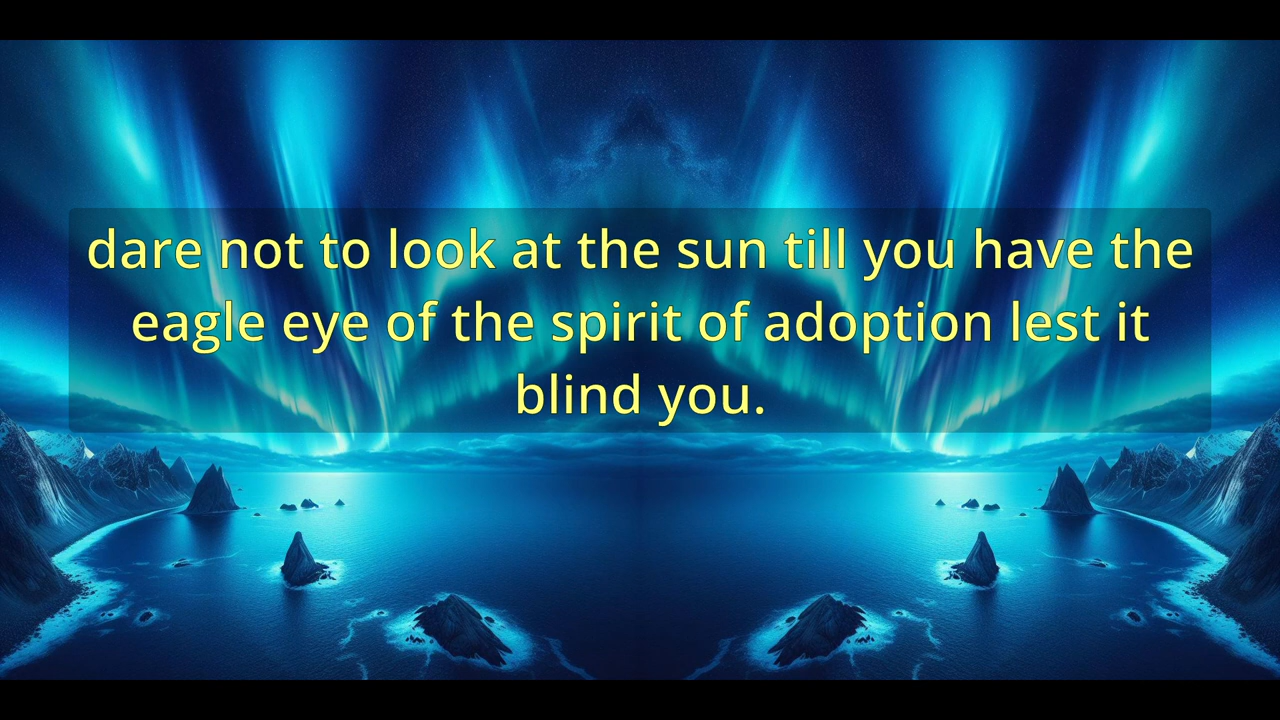 dare not to look at the sun till you have the
eagle eye of the spirit of adoption lest it
blind you.